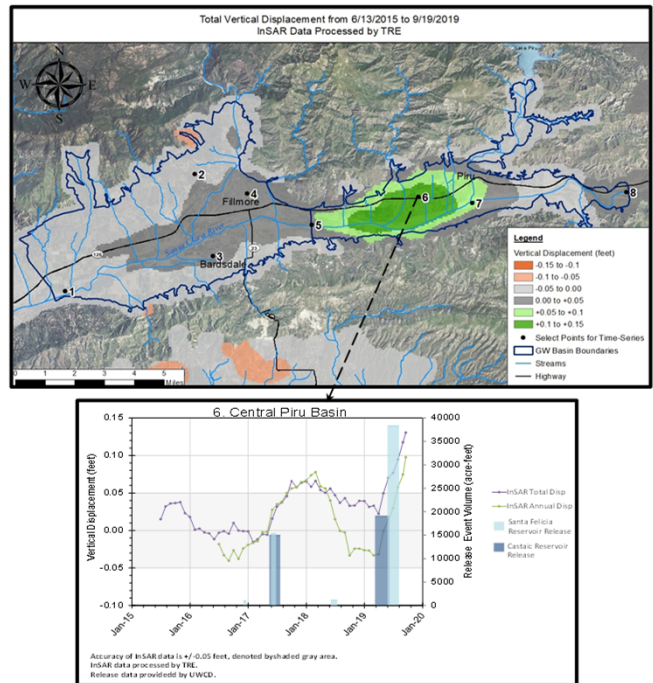 Total Vertical Displacement from 6/13/2015 to 9/19/2019
InSAR Data Processed by TRE
N
W E
S
Piru
2
4
Fillmore
6
7
8
5
3
Bardsdale
1
126
23
0 1 2 3 4 5
Miles
Legend
Vertical Displacement (feet)
-0.15 to -0.1
-0.1 to -0.05
-0.05 to 0.00
0.00 to +0.05
+0.05 to +0.1
+0.1 to +0.15
Select Points for Time-Series
GW Basin Boundaries
Streams
Highway
6. Central Piru Basin
Vertical Displacement (feet)
0.15
0.10
0.05
0.00
-0.05
-0.10
Jan-15 Jan-16 Jan-17 Jan-18 Jan-19 Jan-20
40000
35000
30000
25000
20000
15000
10000
5000
0
Release Event Volume (acre-feet)
InSAR Total Disp
InSAR Annual Disp
Santa Felicia
Reservoir Release
Castaic Reservoir
Release
Accuracy of InSAR data is +/-0.05 feet, denoted byshaded gray area.
InSAR data processed by TRE.
Release data provideed by UWCD.